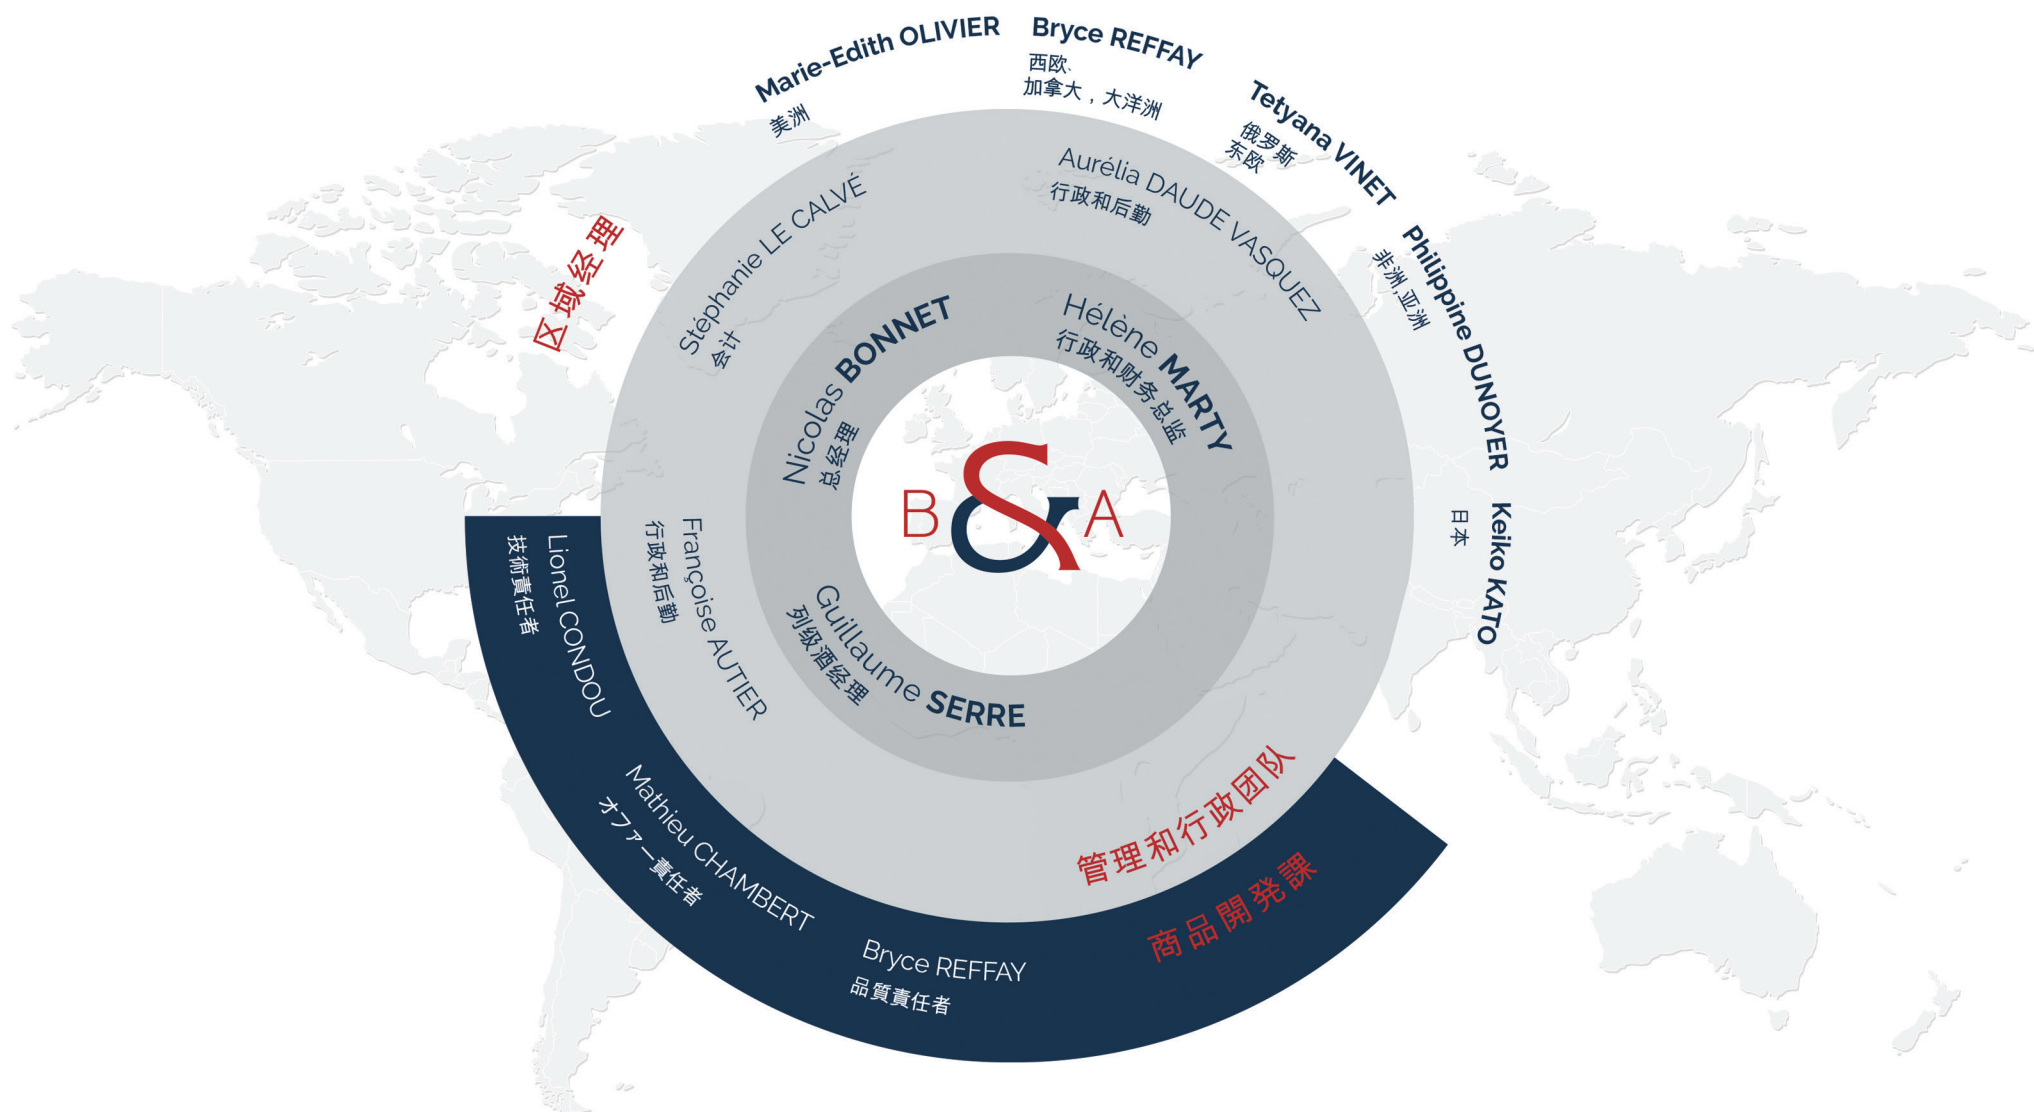 Marie-Edith OLIVIER
美洲
Bryce REFFAY
西欧、
加拿大，大洋洲
Tetyana VINET
俄罗斯
东欧
Philippine DUNOYER
非洲,亚洲
Keiko KATO
日本
区域经理
Stéphanie LE CALVÉ
会计
Aurélia DAUDE VASQUEZ
行政和后勤
Françoise AUTIER
行政和后勤
Nicolas BONNET
总经理
Hélène MARTY
行政和财务总监
Guillaume SERRE
列级酒经理
B&A
管理和行政团队
Lionel CONDOU
技術責任者
Mathieu CHAMBERT
オファー責任者
Bryce REFFAY
品質責任者
商品開発課